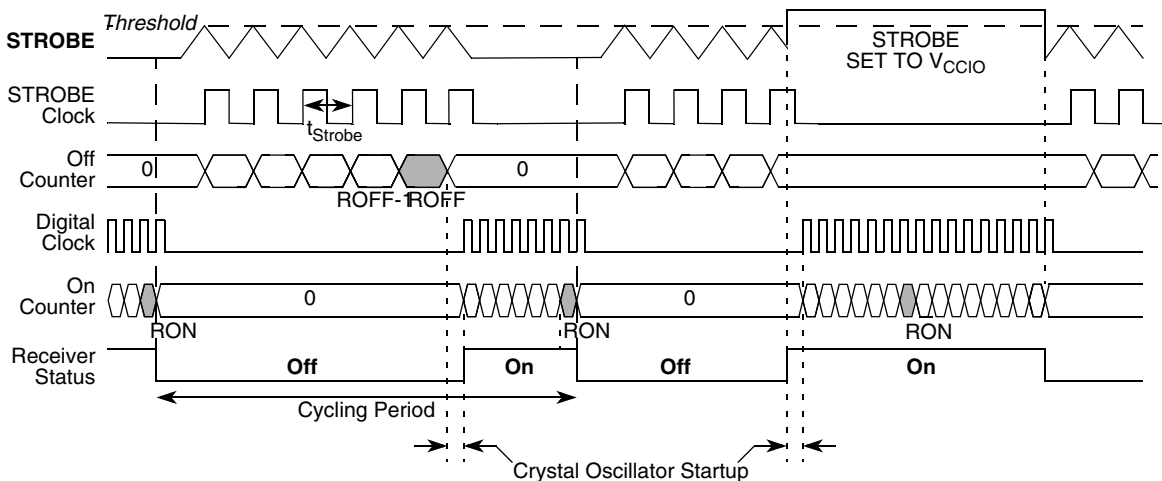 Threshold
STROBE
STROBE
SET TO VCCIO
STROBE
Clock
tStrobe
Off
Counter
0
0
ROFF-1
ROFF
Digital
Clock
On
Counter
0
0
RON
RON
RON
Receiver
Status
Off
On
Off
On
Cycling Period
Crystal Oscillator Startup